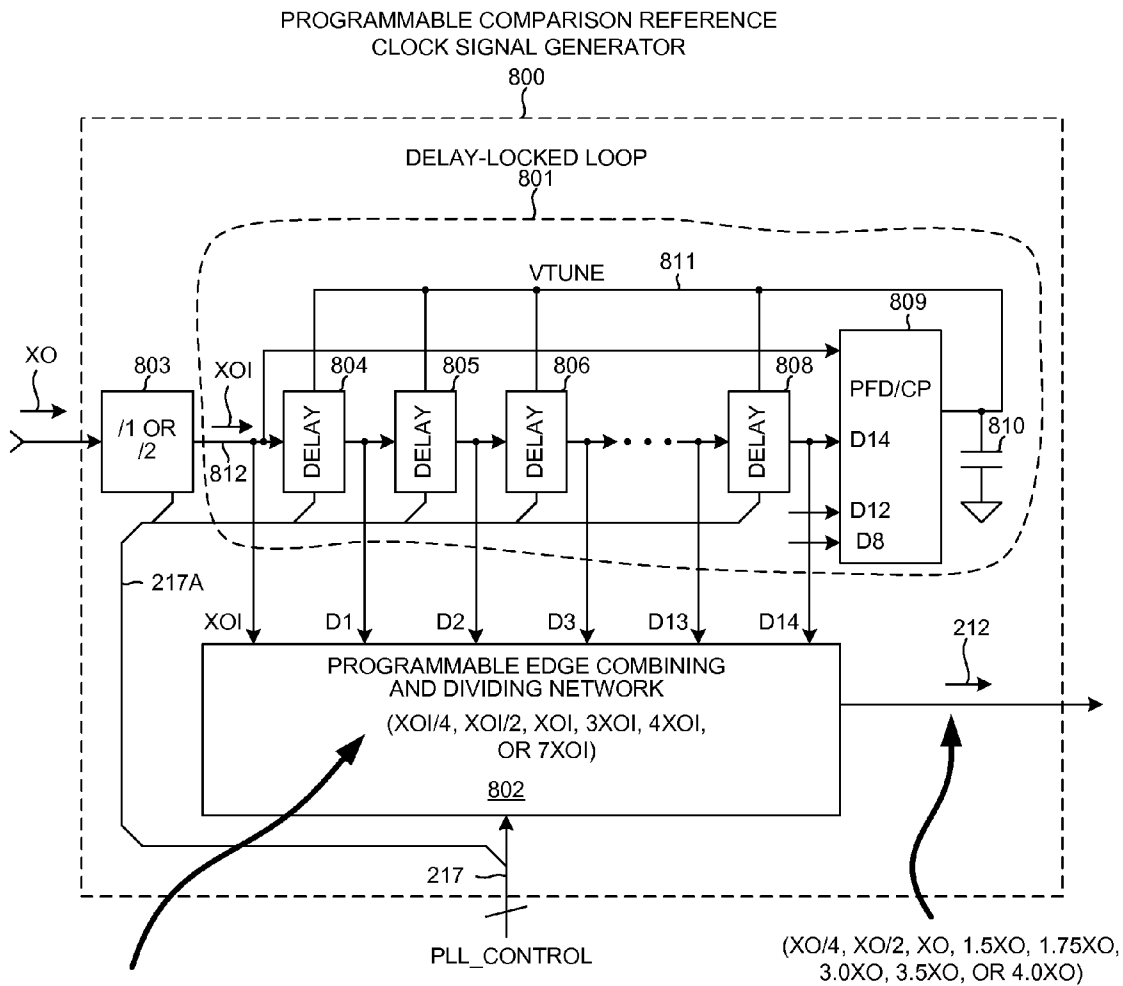 PROGRAMMABLE COMPARISON REFERENCE
CLOCK SIGNAL GENERATOR
800
DELAY-LOCKED LOOP
801
VTUNE
811
809
XO
803
XOI
804
805
806
808
/1 OR
/2
812
DELAY
DELAY
DELAY
DELAY
PFD/CP
D14
D12
D8
810
217A
XOI
D1
D2
D3
D13
D14
212
PROGRAMMABLE EDGE COMBINING
AND DIVIDING NETWORK
(XOI/4, XOI/2, XOI, 3XOI, 4XOI,
OR 7XOI)
802
217
PLL_CONTROL
(XO/4, XO/2, XO, 1.5XO, 1.75XO,
3.0XO, 3.5XO, OR 4.0XO)